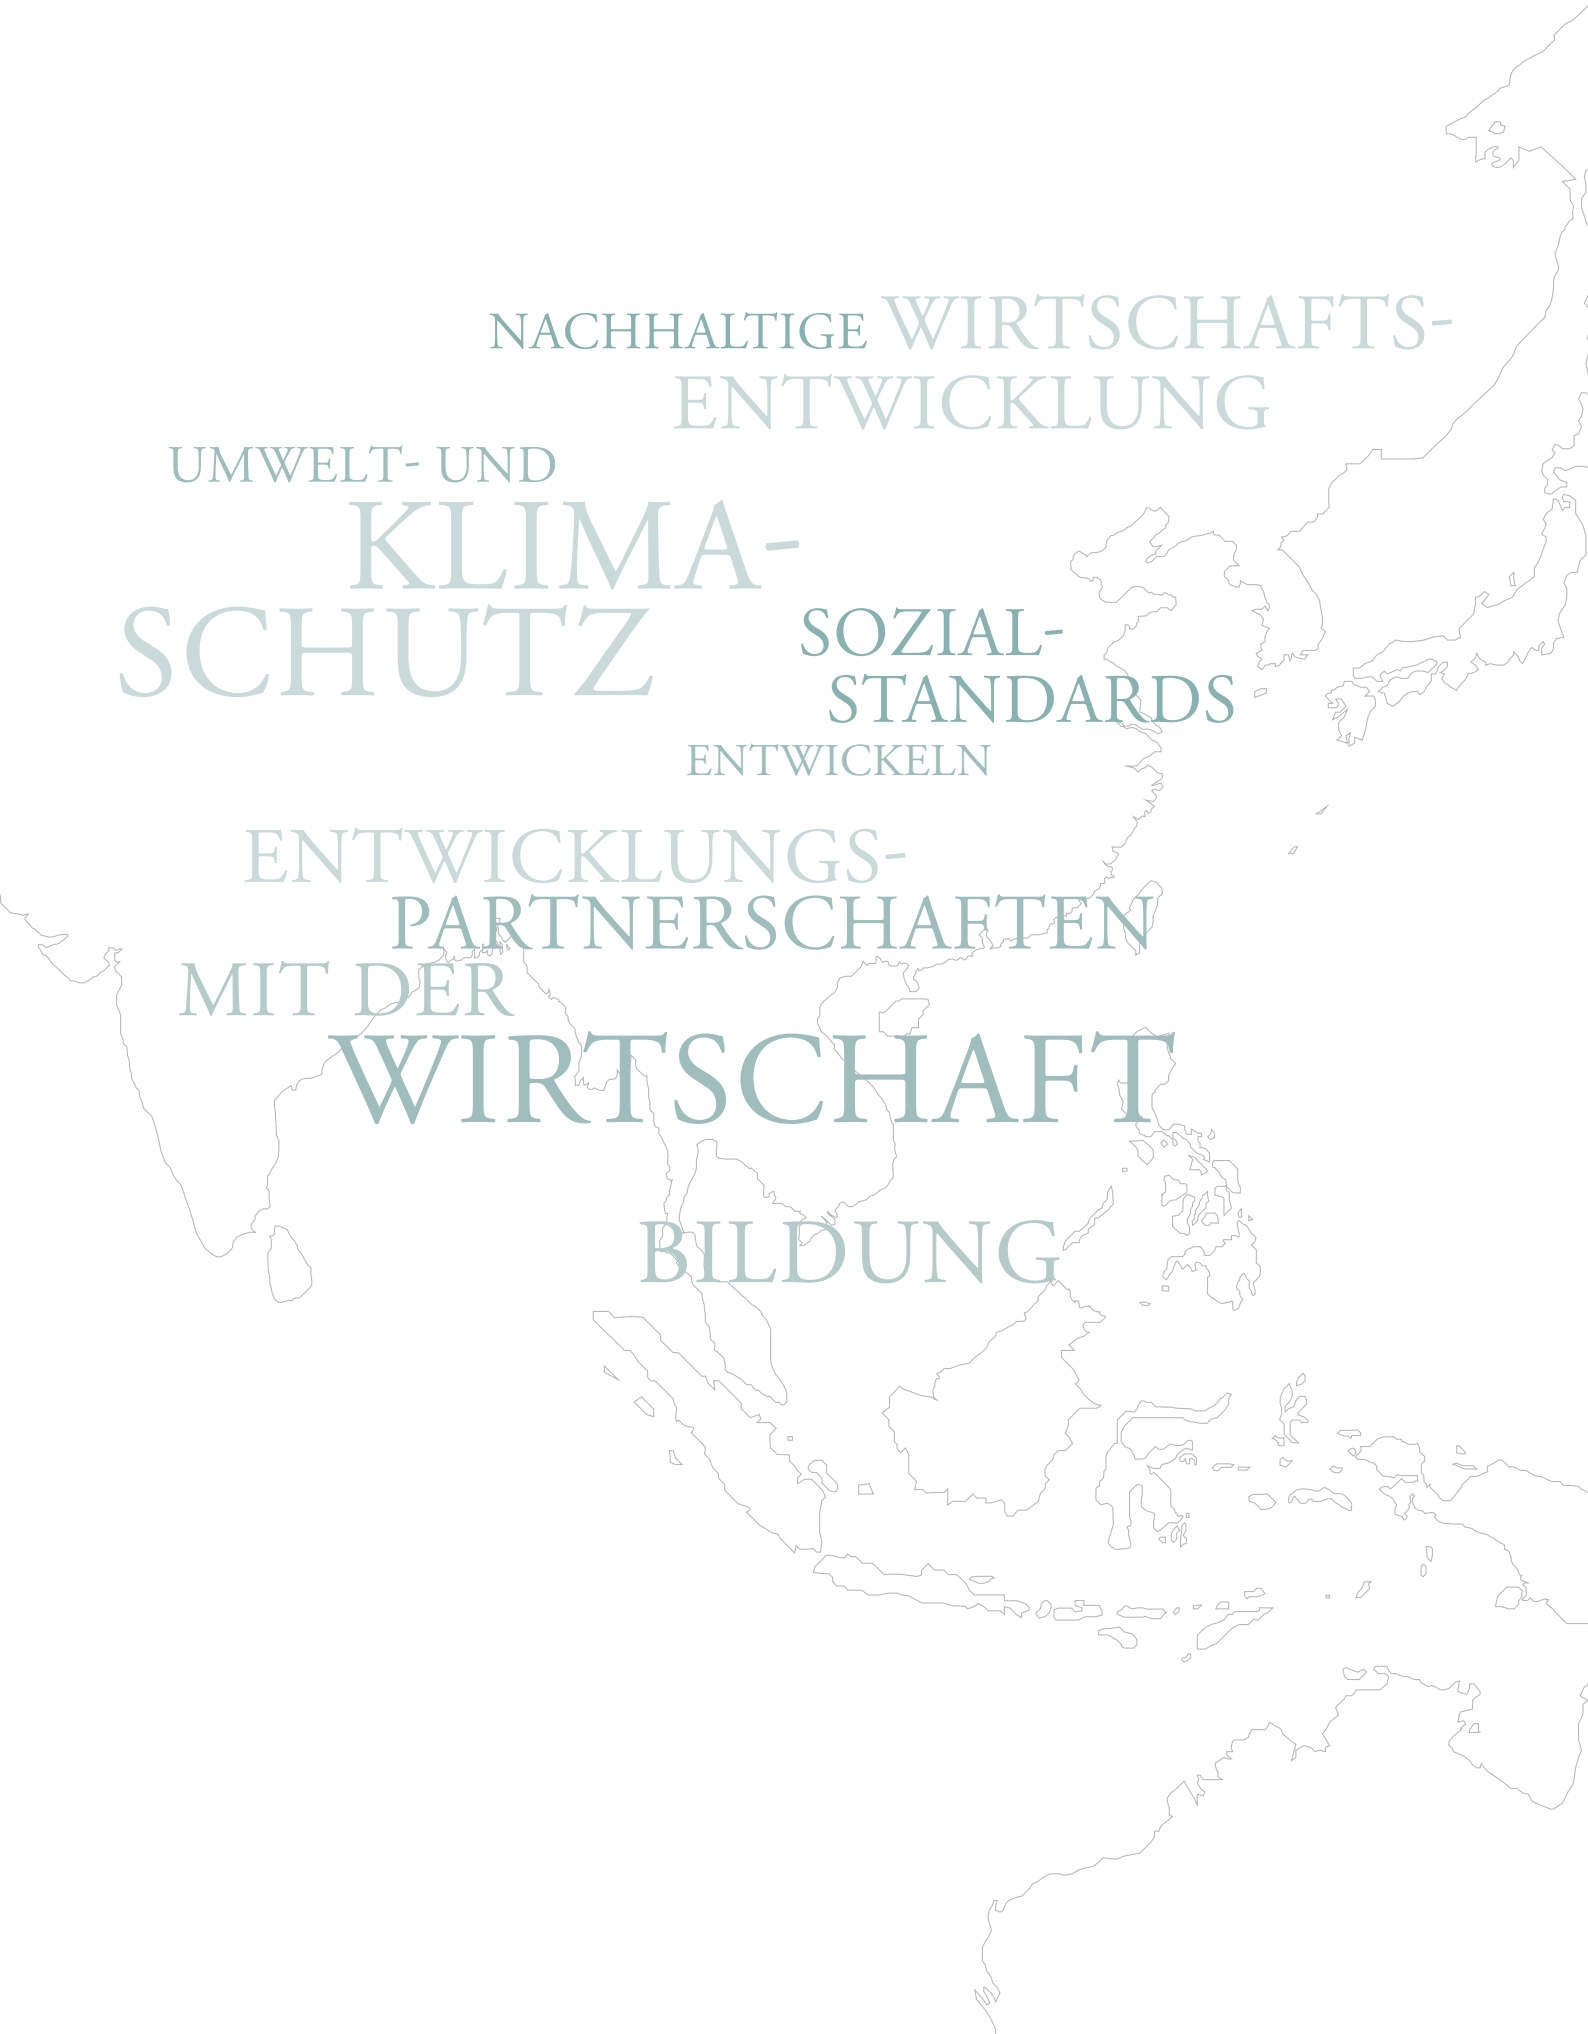 NACHHALTIGE WIRTSCHAFTS-
ENTWICKLUNG
UMWELT- UND
KLIMA-
SCHUTZ
SOZIAL-
STANDARDS
ENTWICKELN
ENTWICKLUNGS-
PARTNERSCHAFTEN
MIT DER
WIRTSCHAFT
BILDUNG